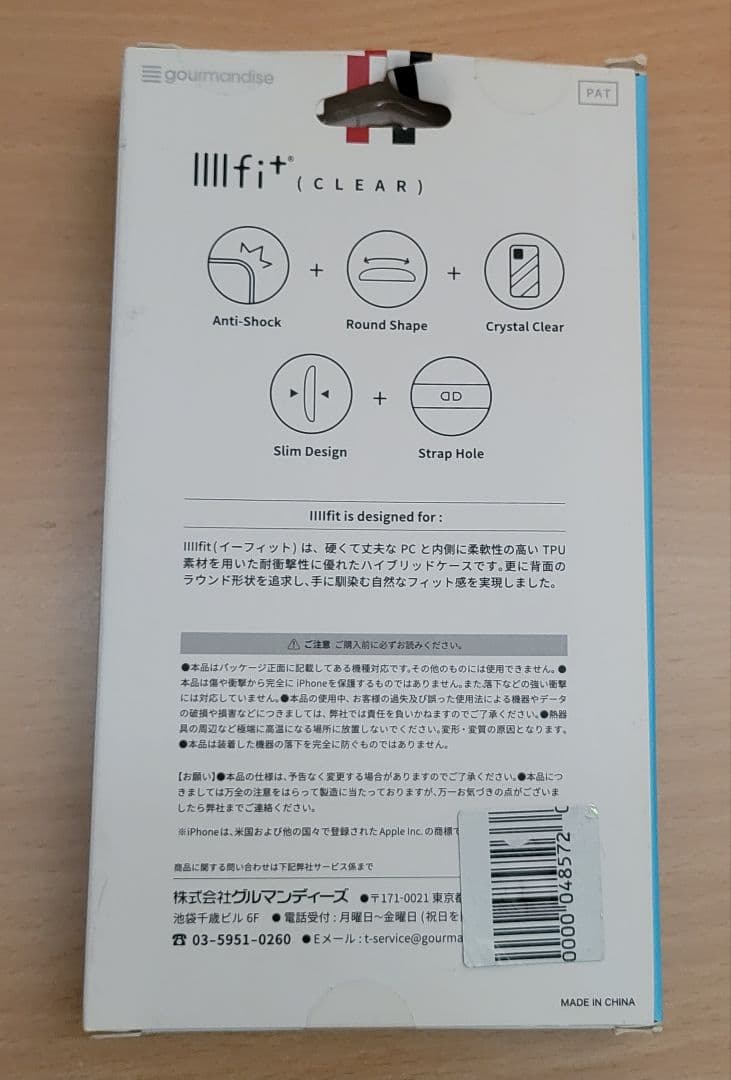 gourmandise
PAT
IIIIfit® (CLEAR)
Anti-Shock + Round Shape + Crystal Clear
Slim Design + Strap Hole
IIIIfit is designed for :
IIIIfit(イーフィット) は、硬くて丈夫な PC と内側に柔軟性の高い TPU
素材を用いた耐衝撃性に優れたハイブリッドケースです。更に背面の
ラウンド形状を追求し、手に馴染む自然なフィット感を実現しました。
ご注意 ご購入前に必ずお読みください。
●本品はパッケージ正面に記載してある機種対応です。その他のものには使用できません。●
本品は傷や衝撃から完全に iPhoneを保護するものではありません。また、落下などの強い衝撃
には対応していません。●本品の使用中、お客様の過失及び誤った使用法による機器やデータ
の破損や損害などにつきましては、弊社では責任を負いかねますのでご了承ください。●熱器
具の周辺など極端に高温になる場所に放置しないでください。変形・変質の原因となります。
●本品は装着した機器の落下を完全に防ぐものではありません。
【お願い】●本品の仕様は、予告なく変更する場合がありますのでご了承ください。●本品につ
きましては万全の注意をはらって製造に当たっておりますが、万一お気づきの点がございま
したら弊社までご連絡ください。
※iPhoneは、米国および他の国々で登録された Apple Inc. の商標で
商品に関する問い合わせは下記弊社サービス係まで
株式会社グルマンディーズ ●〒171-0021 東京都
池袋千歳ビル 6F ●電話受付 : 月曜日~金曜日 (祝日を
☎ 03-5951-0260 ●Eメール : t-service@gourma
0000 048572 0
MADE IN CHINA